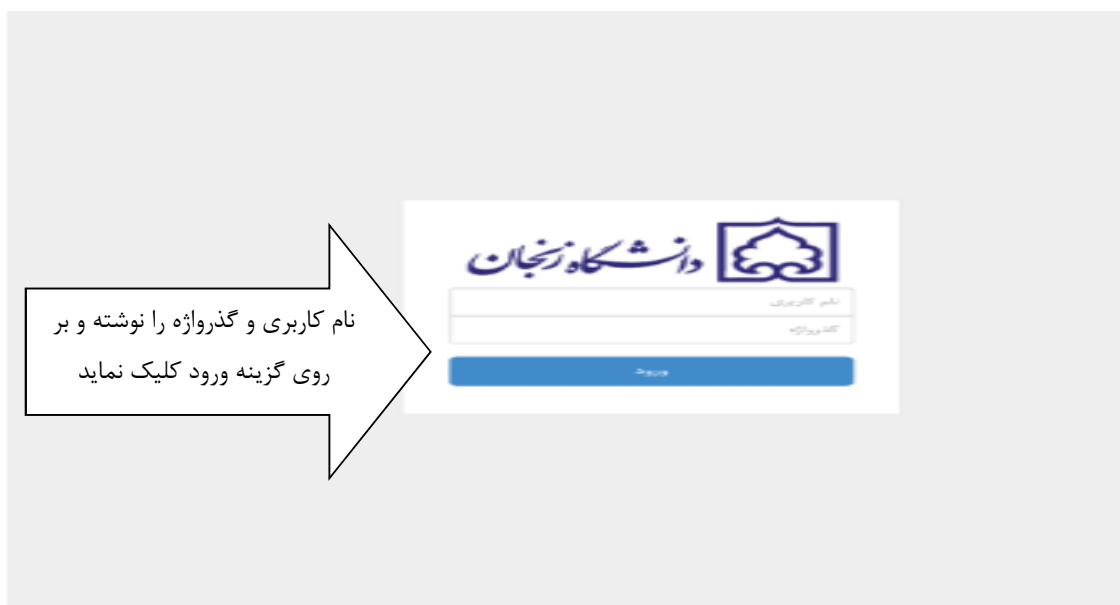 دانشگاه زنجان
نام کاربری
گذرواژه
ورود
نام کاربری و گذرواژه را نوشته و بر
روی گزینه ورود کلیک نماید